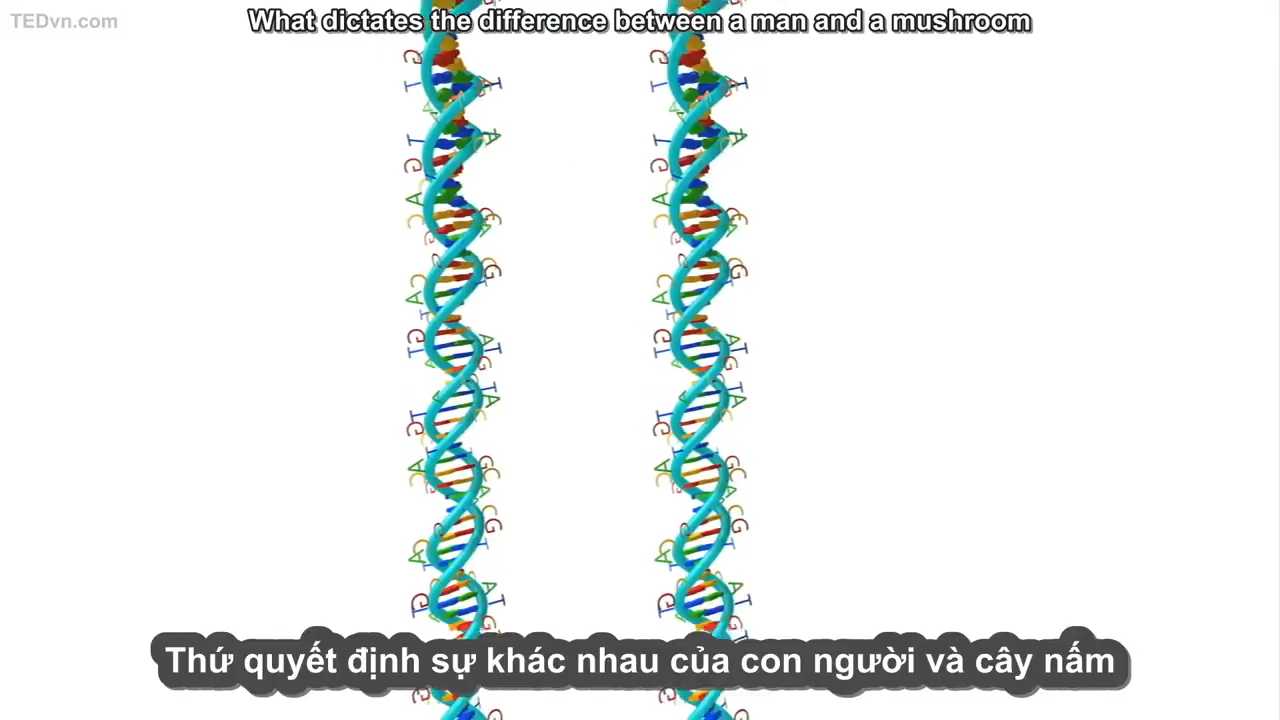 TEDvn.com
What dictates the difference between a man and a mushroom
Thứ quyết định sự khác nhau của con người và cây nấm